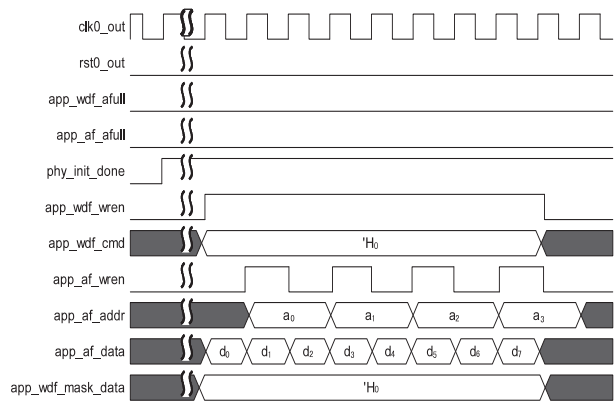 clk0_out
rst0_out
app_wdf_afull
app_af_afull
phy_init_done
app_wdf_wren
app_wdf_cmd 'H0
app_af_wren
app_af_addr a0 a1 a2 a3
app_af_data d0 d1 d2 d3 d4 d5 d6 d7
app_wdf_mask_data 'H0